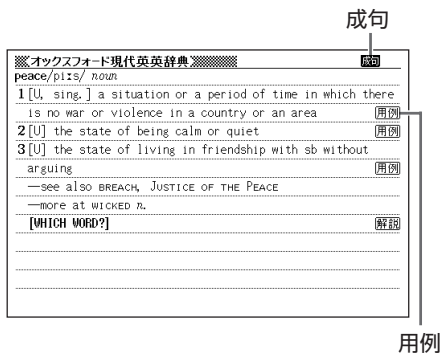 成句
オックスフォード現代英英辞典 成句
peace/piːs/ noun
1 [U, sing.] a situation or a period of time in which there
is no war or violence in a country or an area 用例
2 [U] the state of being calm or quiet 用例
3 [U] the state of living in friendship with sb without
arguing 用例
—see also BREACH, JUSTICE OF THE PEACE
—more at WICKED n.
[WHICH WORD?] 解説
用例